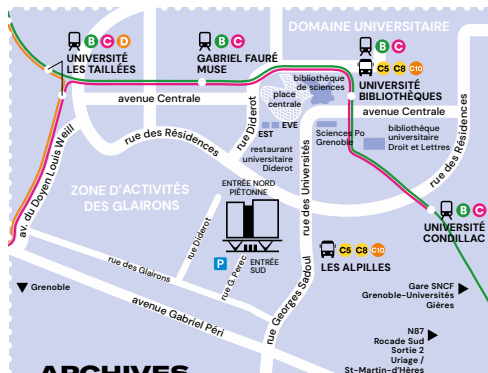 DOMAINE UNIVERSITAIRE
B C D
UNIVERSITÉ
LES TAILLÉES
B C
GABRIEL FAURÉ
MUSE
B C
C5 C8 C10
UNIVERSITÉ
BIBLIOTHÈQUES
bibliothèque
de sciences
place
centrale
avenue Centrale
avenue Centrale
rue Diderot
EST
EVE
Sciences Po
Grenoble
bibliothèque
universitaire
Droit et Lettres
rue des Résidences
rue des Résidences
restaurant
universitaire
Diderot
av. du Doyen Louis Weill
rue des Universités
ZONE D'ACTIVITÉS
DES GLAIRONS
ENTRÉE NORD
PIÉTONNE
B C
UNIVERSITÉ
CONDILLAC
rue Diderot
P
ENTRÉE
SUD
C5 C8 C10
LES ALPILLES
rue des Glairons
rue G. Perec
rue Georges Sadoul
Grenoble
avenue Gabriel Péri
Gare SNCF
Grenoble-Universités
Gières
N87
Rocade Sud
Sortie 2
Uriage /
St-Martin-d'Hères
ARCHIVES